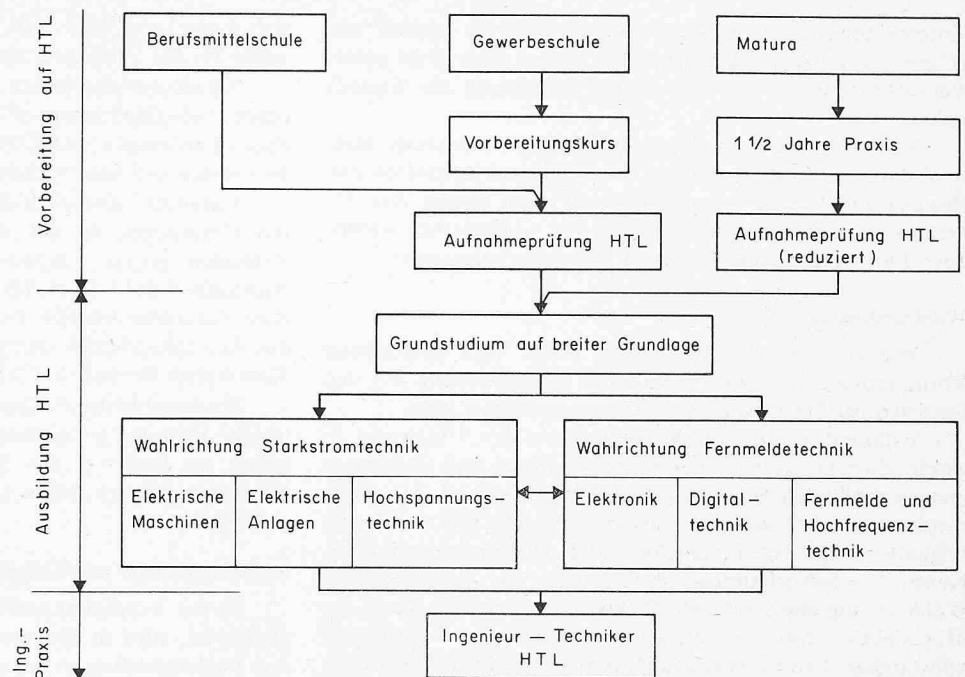 Vorbereitung auf HTL
Berufsmittelschule
Gewerbeschule
Matura
Vorbereitungskurs
1 1/2 Jahre Praxis
Aufnahmeprüfung HTL
Aufnahmeprüfung HTL
(reduziert)
Ausbildung HTL
Grundstudium auf breiter Grundlage
Wahlrichtung Starkstromtechnik
Elektrische
Maschinen
Elektrische
Anlagen
Hochspannungs-
technik
Wahlrichtung Fernmeldetechnik
Elektronik
Digital-
technik
Fernmelde und
Hochfrequenz-
technik
Ing.-
Praxis
Ingenieur — Techniker
HTL